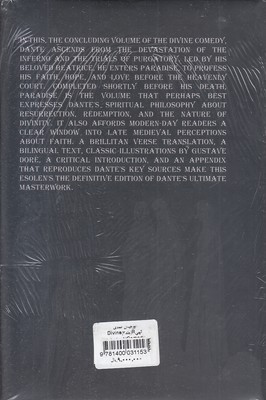 IN THIS, THE CONCLUDING VOLUME OF THE DIVINE COMEDY,
DANTE ASCENDS FROM THE DEVASTATION OF THE
INFERNO AND THE TRIALS OF PURGATORY. LED BY HIS
BELOVED BEATRICE, HE ENTERS PARADISE, TO PROFESS
HIS FAITH, HOPE, AND LOVE BEFORE THE HEAVENLY
COURT. COMPLETED SHORTLY BEFORE HIS DEATH,
PARADISE IS THE VOLUME THAT PERHAPS BEST
EXPRESSES DANTE'S SPIRITUAL PHILOSOPHY ABOUT
RESURRECTION, REDEMPTION, AND THE NATURE OF
DIVINITY. IT ALSO AFFORDS MODERN-DAY READERS A
CLEAR WINDOW INTO LATE MEDIEVAL PERCEPTIONS
ABOUT FAITH. A BRILLITAN VERSE TRANSLATION, A
BILINGUAL TEXT, CLASSIC ILLUSTRATIONS BY GUSTAVE
DORÉ, A CRITICAL INTRODUCTION, AND AN APPENDIX
THAT REPRODUCES DANTE'S KEY SOURCES MAKE THIS
ESOLEN'S THE DEFINITIVE EDITION OF DANTE'S ULTIMATE
MASTERWORK.
9781400031153